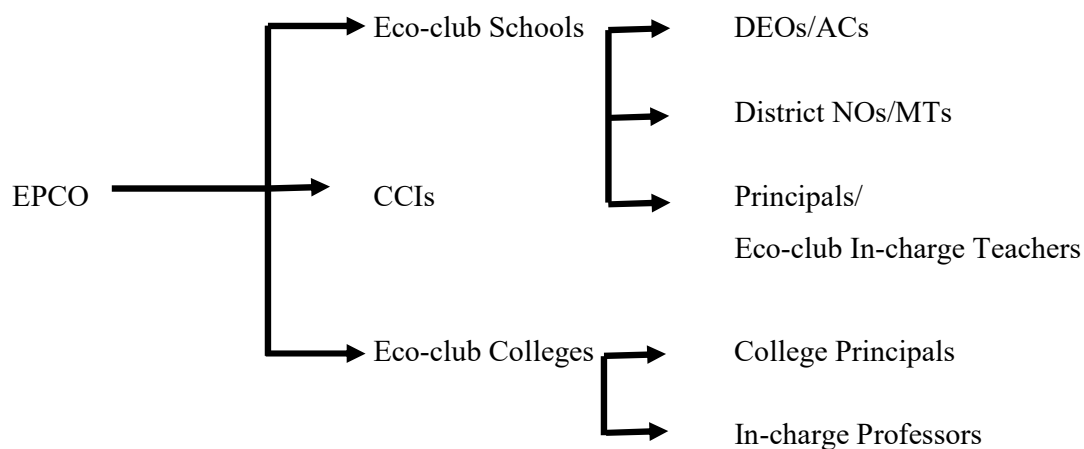 Eco-club Schools
DEOs/ACs
District NOs/MTs
EPCO
CCIs
Principals/
Eco-club In-charge Teachers
Eco-club Colleges
College Principals
In-charge Professors